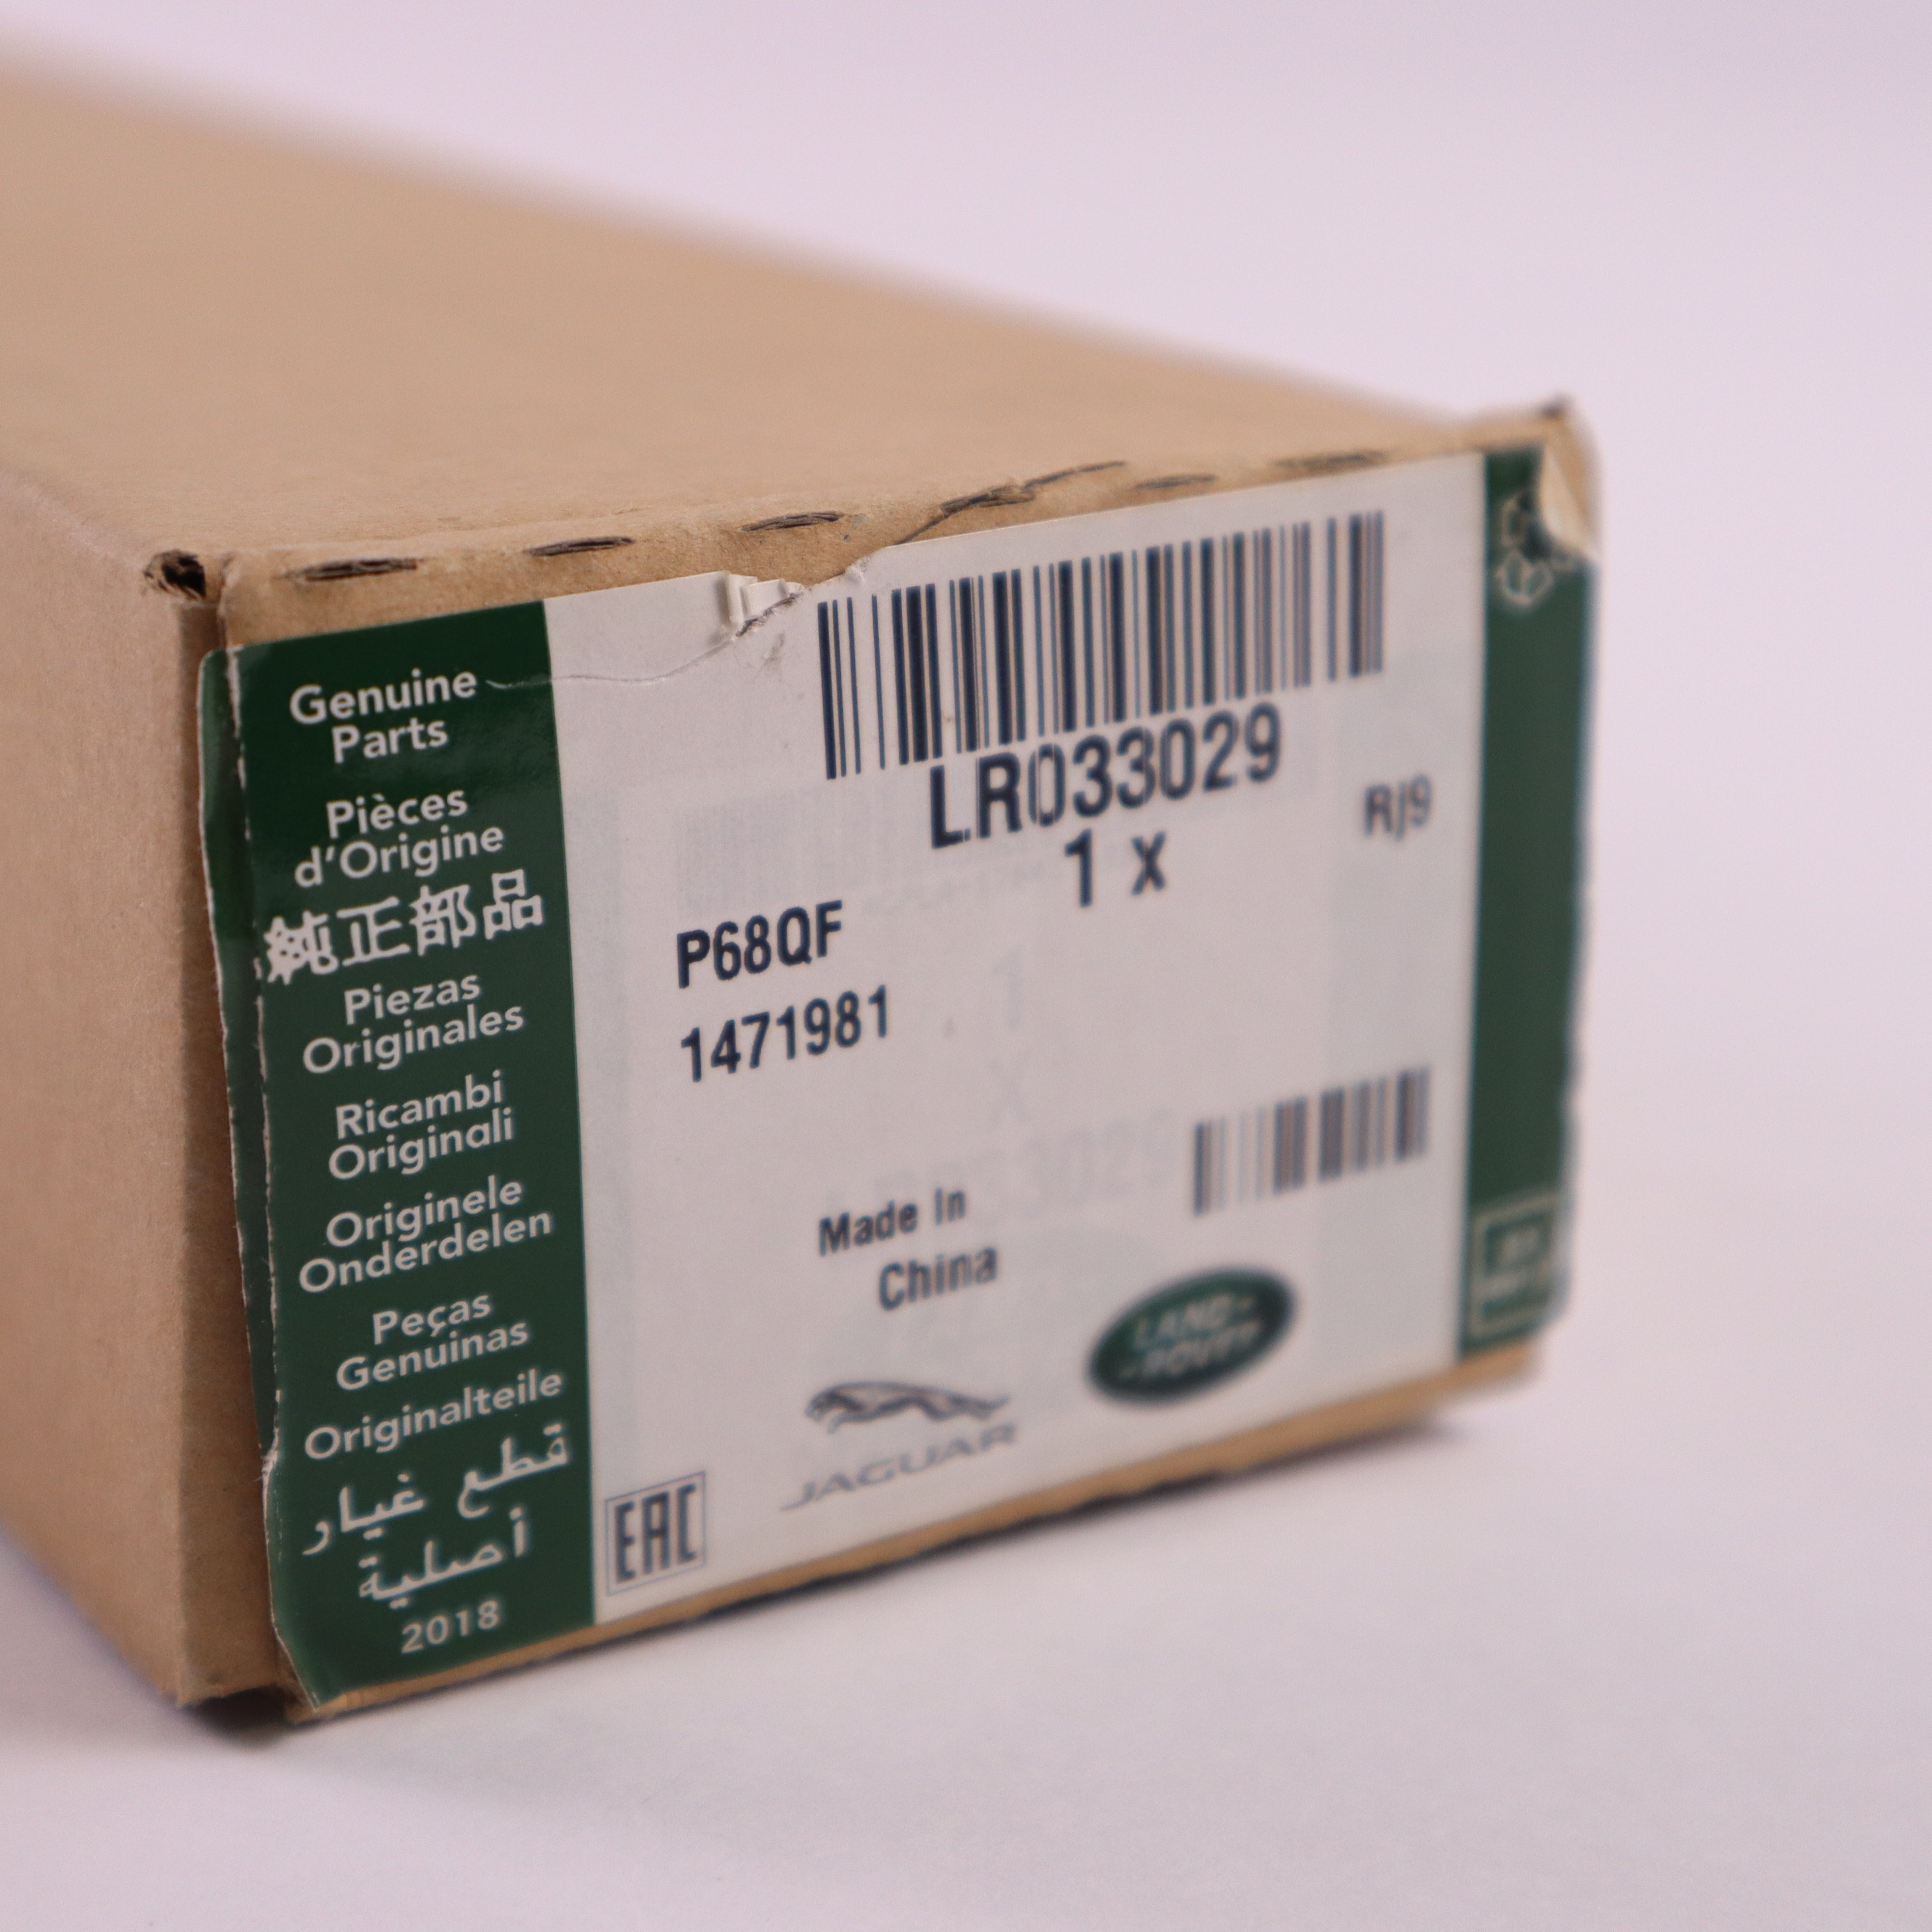 Genuine
Parts
Pièces
d'Origine
純正部品
Piezas
Originales
Ricambi
Originali
Originele
Onderdelen
Peças
Genuinas
Originalteile
قطع غيار
أصلية
2018
LR033029
1 x
RJ9
P68QF
1471981
Made In
China
LAND-
-ROVER
JAGUAR
EAC